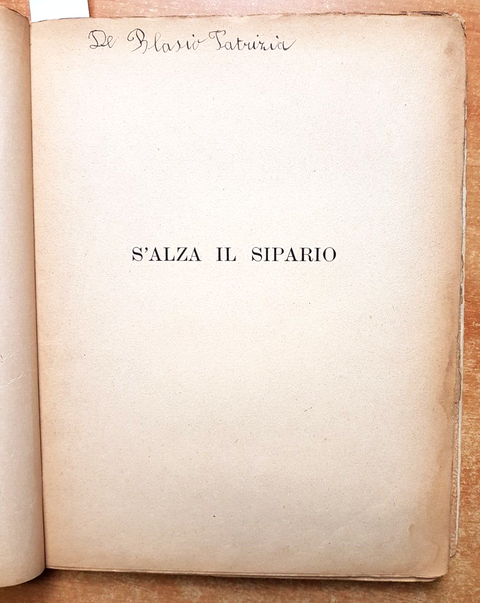 De Blasio Patrizia
S'ALZA IL SIPARIO